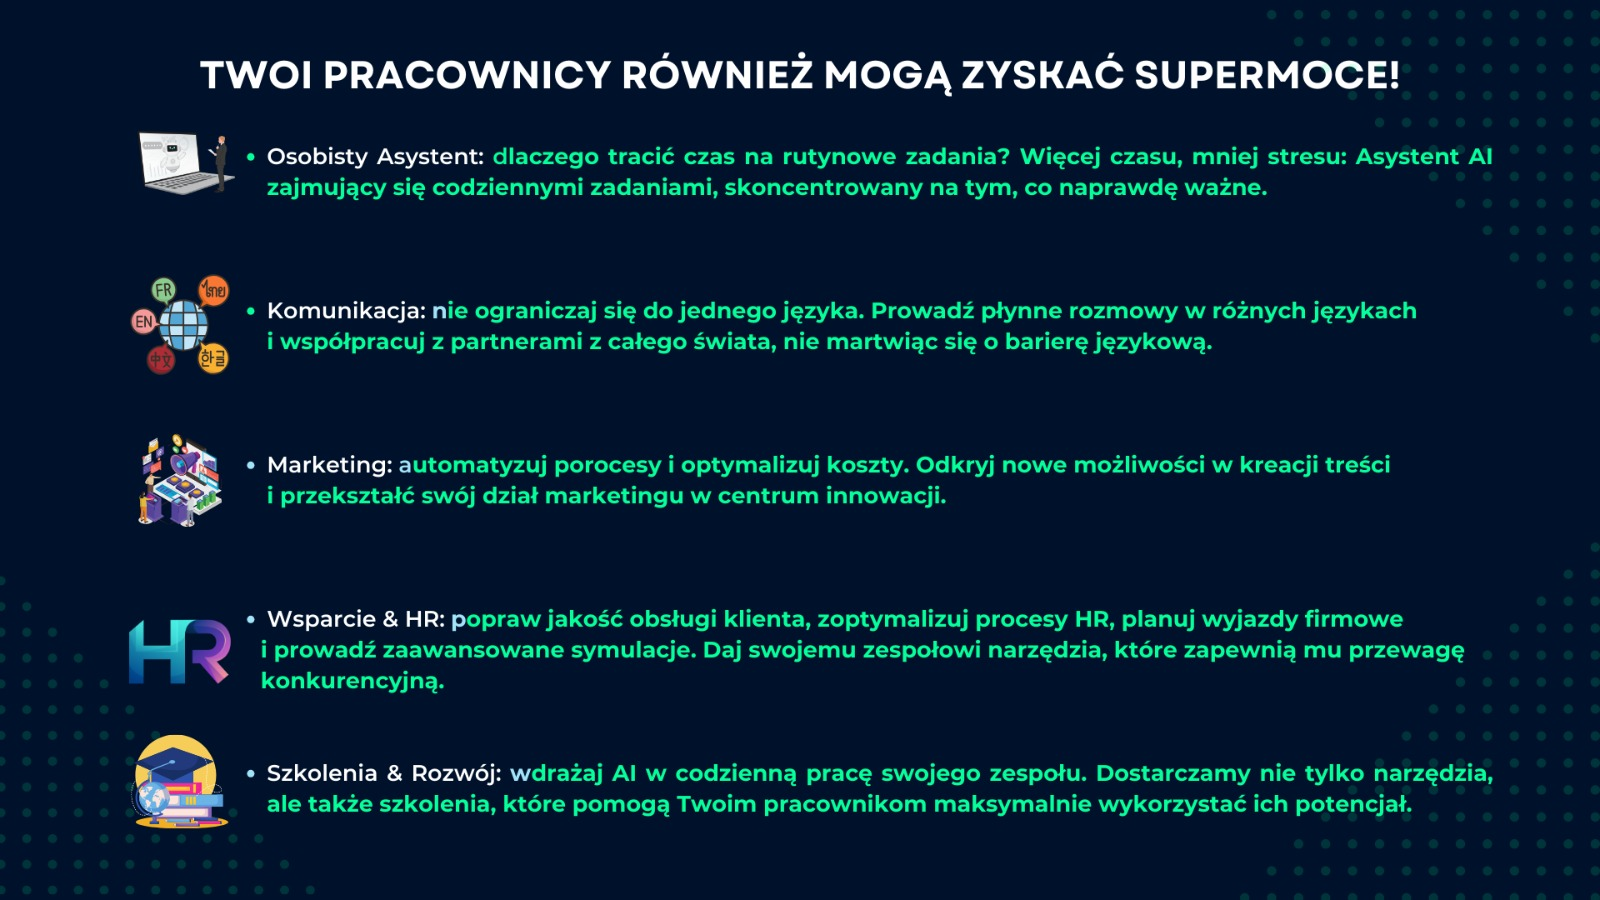 TWOI PRACOWNICY RÓWNIEŻ MOGĄ ZYSKAĆ SUPERMOCE!
Osobisty Asystent: dlaczego tracić czas na rutynowe zadania? Więcej czasu, mniej stresu: Asystent AI
zajmujący się codziennymi zadaniami, skoncentrowany na tym, co naprawdę ważne.
FR
ไทย
EN
中文
한글
Komunikacja: nie ograniczaj się do jednego języka. Prowadź płynne rozmowy w różnych językach
i współpracuj z partnerami z całego świata, nie martwiąc się o barierę językową.
Marketing: automatyzuj porocesy i optymalizuj koszty. Odkryj nowe możliwości w kreacji treści
i przekształć swój dział marketingu w centrum innowacji.
HR
Wsparcie & HR: popraw jakość obsługi klienta, zoptymalizuj procesy HR, planuj wyjazdy firmowe
i prowadź zaawansowane symulacje. Daj swojemu zespołowi narzędzia, które zapewnią mu przewagę
konkurencyjną.
Szkolenia & Rozwój: wdrażaj AI w codzienną pracę swojego zespołu. Dostarczamy nie tylko narzędzia,
ale także szkolenia, które pomogą Twoim pracownikom maksymalnie wykorzystać ich potencjał.